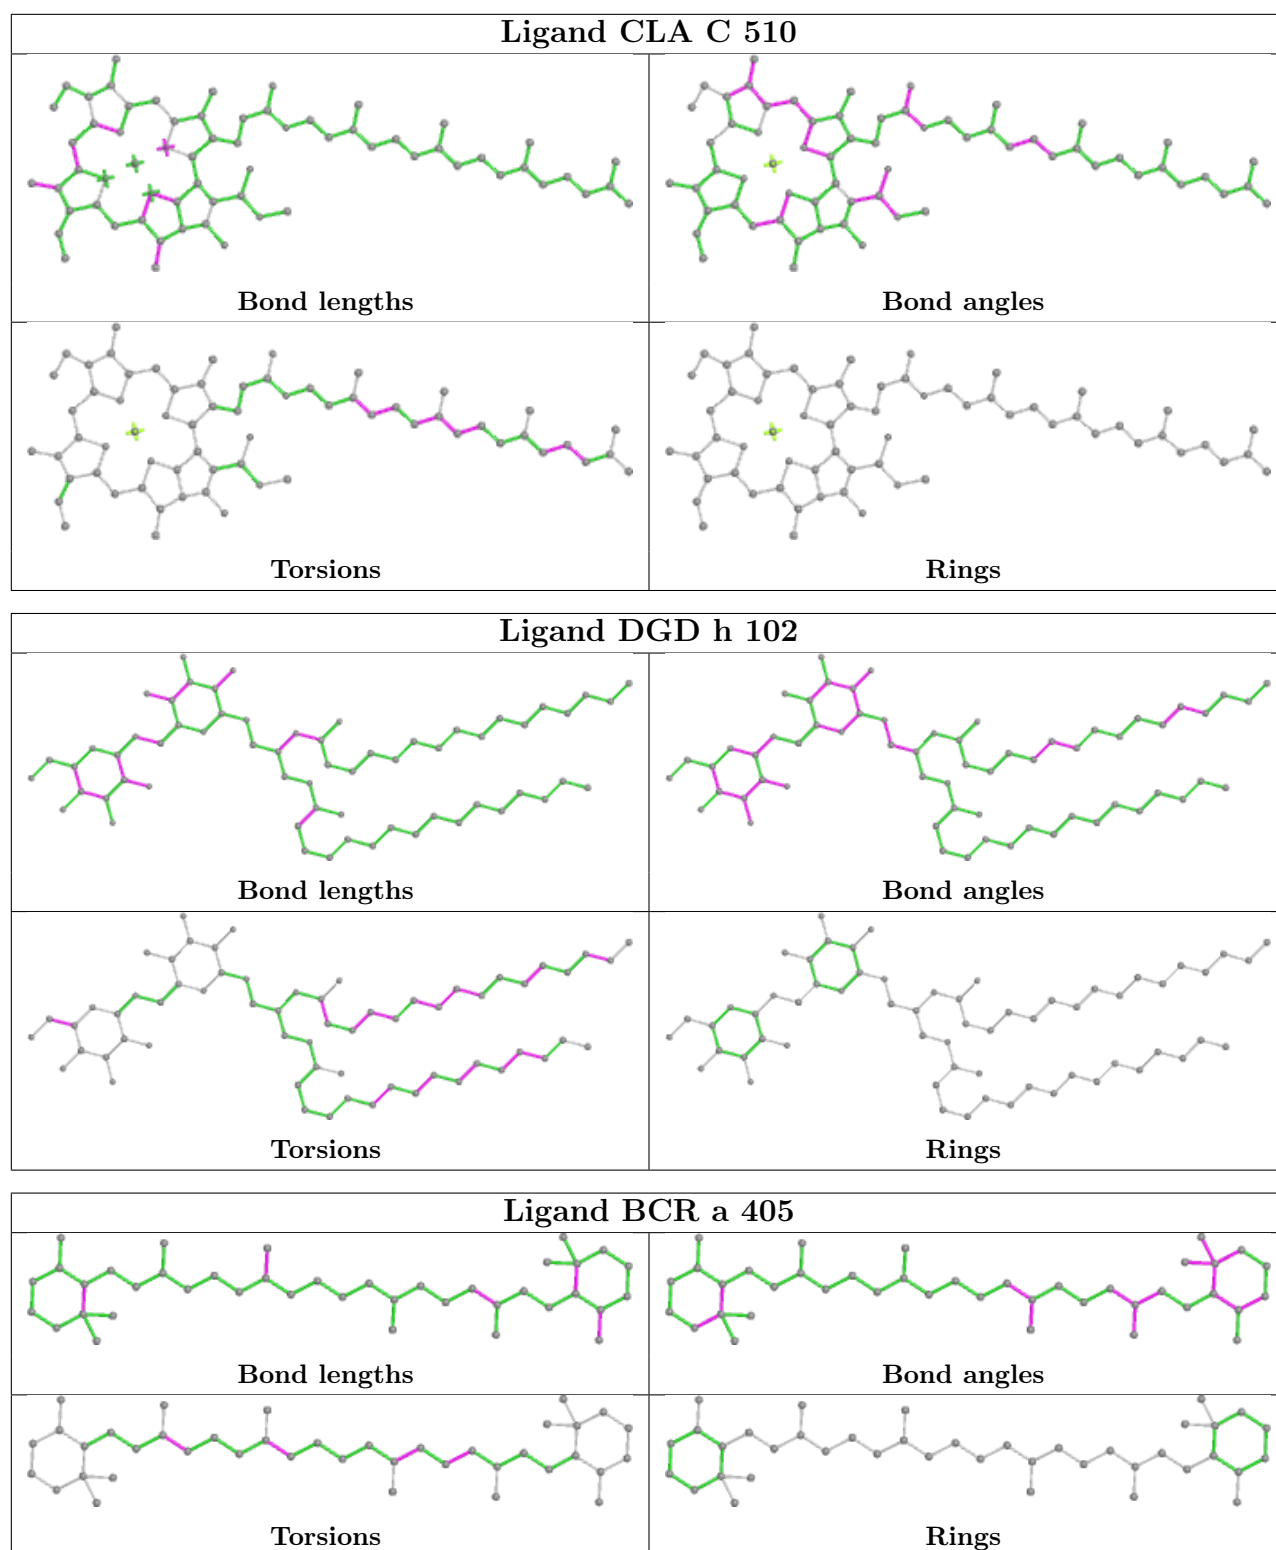 Ligand CLA C 510
Bond lengths
Bond angles
Torsions
Rings
Ligand DGD h 102
Bond lengths
Bond angles
Torsions
Rings
Ligand BCR a 405
Bond lengths
Bond angles
Torsions
Rings